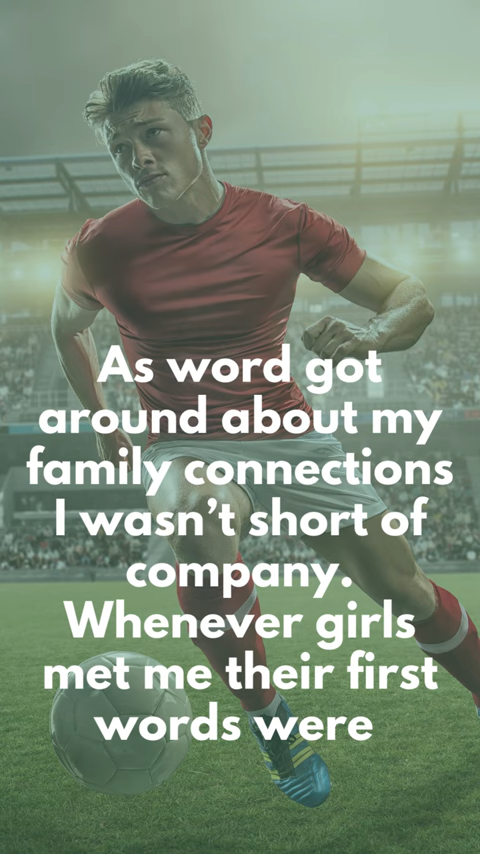 As word got
around about my
family connections
I wasn’t short of
company.
Whenever girls
met me their first
words were